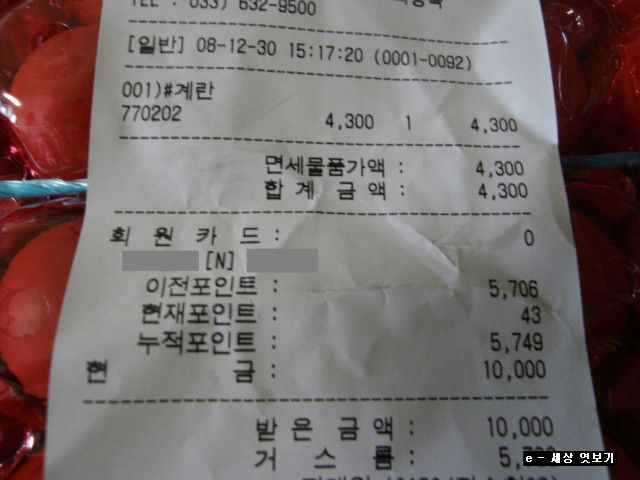 TEL : 033) 632-9500
[일반] 08-12-30 15:17:20 (0001-0092)
001)#계란
770202 4,300 1 4,300
면세물품가액 : 4,300
합 계 금 액 : 4,300
회 원 카 드 : 0
[N]
이전포인트 : 5,706
현재포인트 : 43
누적포인트 : 5,749
현 금 : 10,000
받 은 금 액 : 10,000
거 스 름 :
e - 세상 엿보기